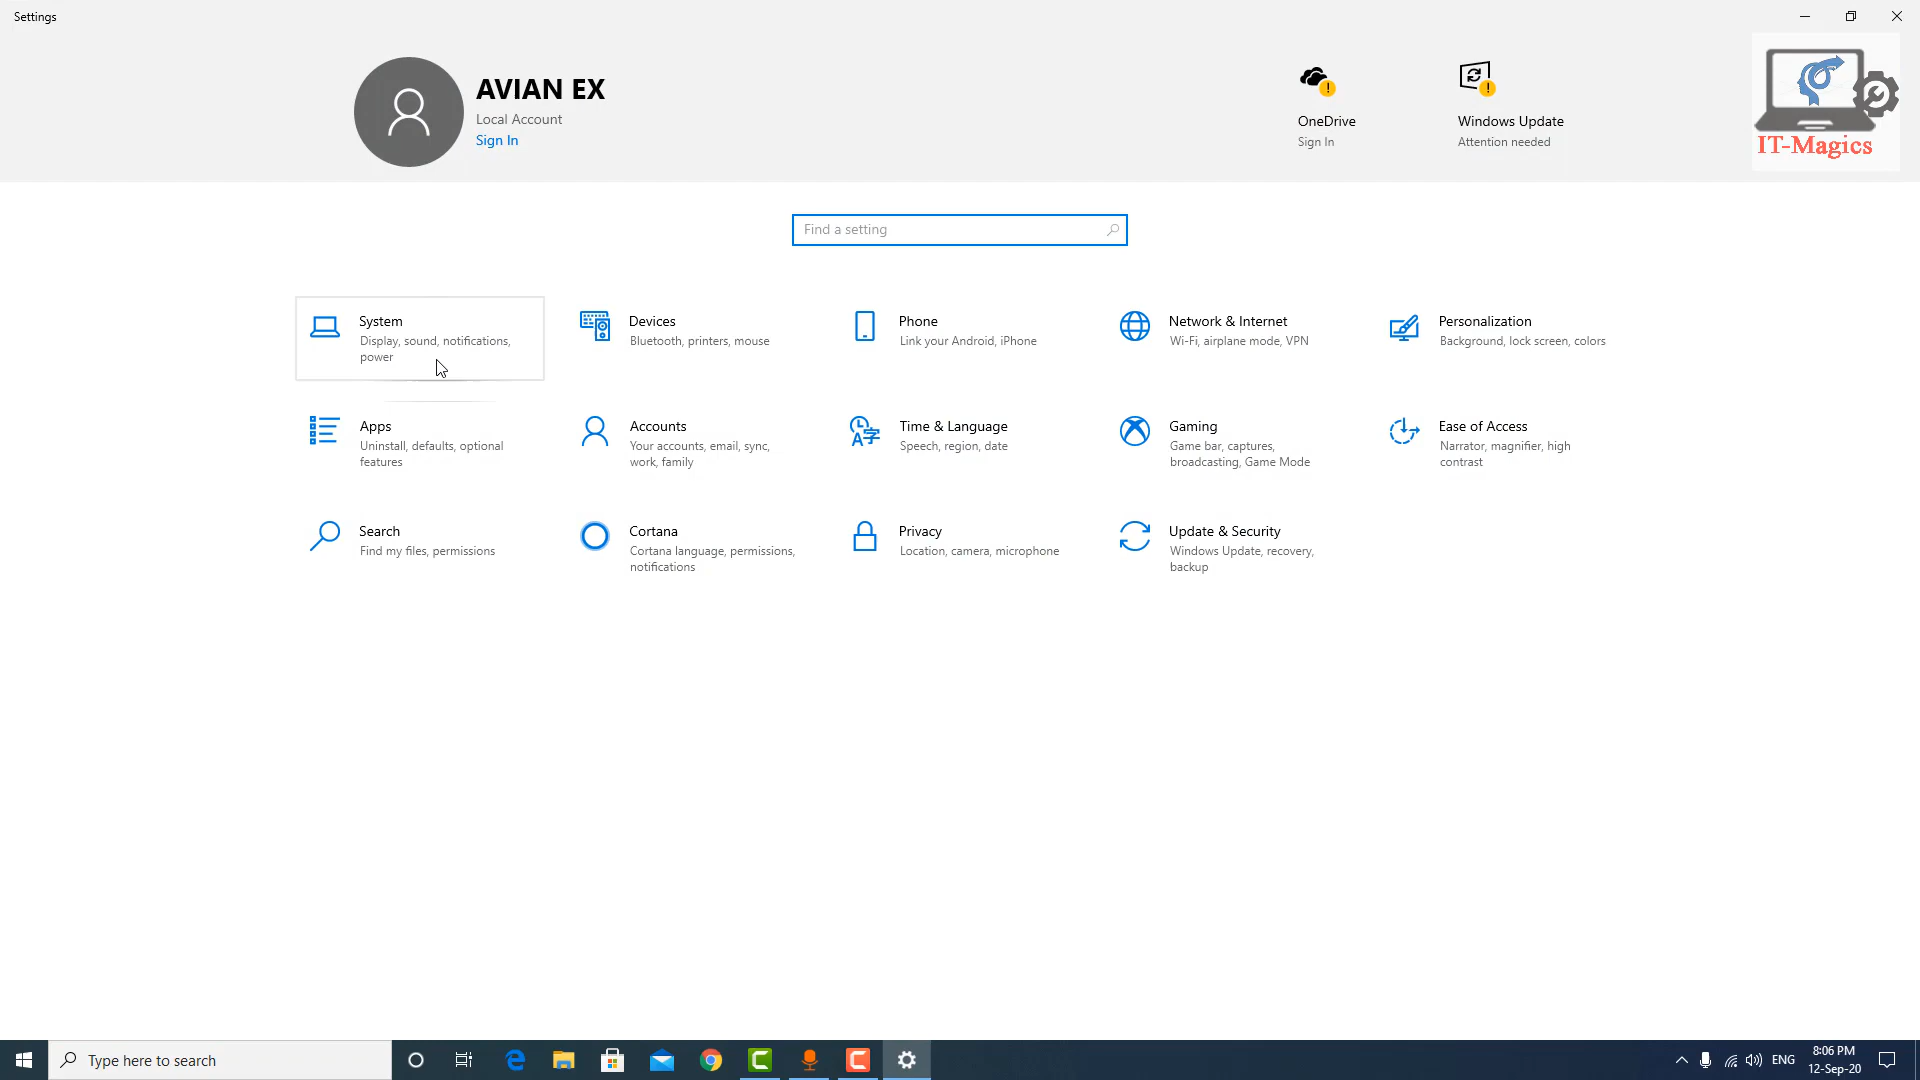 Settings
AVIAN EX
Local Account
Sign In
OneDrive
Sign In
Windows Update
Attention needed
IT-Magics
Find a setting
System
Display, sound, notifications,
power
Devices
Bluetooth, printers, mouse
Phone
Link your Android, iPhone
Network & Internet
Wi-Fi, airplane mode, VPN
Personalization
Background, lock screen, colors
Apps
Uninstall, defaults, optional
features
Accounts
Your accounts, email, sync,
work, family
Time & Language
Speech, region, date
Gaming
Game bar, captures,
broadcasting, Game Mode
Ease of Access
Narrator, magnifier, high
contrast
Search
Find my files, permissions
Cortana
Cortana language, permissions,
notifications
Privacy
Location, camera, microphone
Update & Security
Windows Update, recovery,
backup
Type here to search
ENG
8:06 PM
12-Sep-20